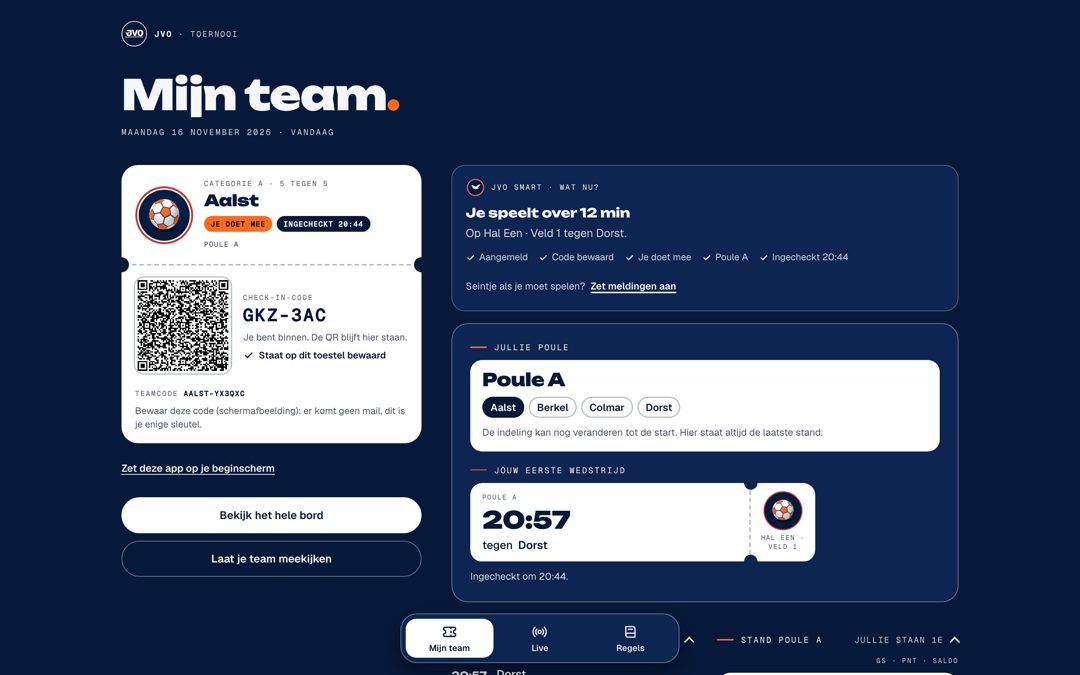 JVO JVO · TOERNOOI
Mijn team.
MAANDAG 16 NOVEMBER 2026 · VANDAAG
CATEGORIE A · 5 TEGEN 5
Aalst
JE DOET MEE INGECHECKT 20:44
POULE A
CHECK-IN-CODE
GKZ-3AC
Je bent binnen. De QR blijft hier staan.
Staat op dit toestel bewaard
TEAMCODE AALST-YX3QXC
Bewaar deze code (schermafbeelding): er komt geen mail, dit is
je enige sleutel.
Zet deze app op je beginscherm
Bekijk het hele bord
Laat je team meekijken
JVO SMART · WAT NU?
Je speelt over 12 min
Op Hal Een · Veld 1 tegen Dorst.
Aangemeld Code bewaard Je doet mee Poule A Ingecheckt 20:44
Seintje als je moet spelen? Zet meldingen aan
JULLIE POULE
Poule A
Aalst Berkel Colmar Dorst
De indeling kan nog veranderen tot de start. Hier staat altijd de laatste stand.
JOUW EERSTE WEDSTRIJD
POULE A
20:57
tegen Dorst
HAL EEN ·
VELD 1
Ingecheckt om 20:44.
STAND POULE A JULLIE STAAN 1E
GS · PNT · SALDO
20:57 Dorst
Mijn team Live Regels